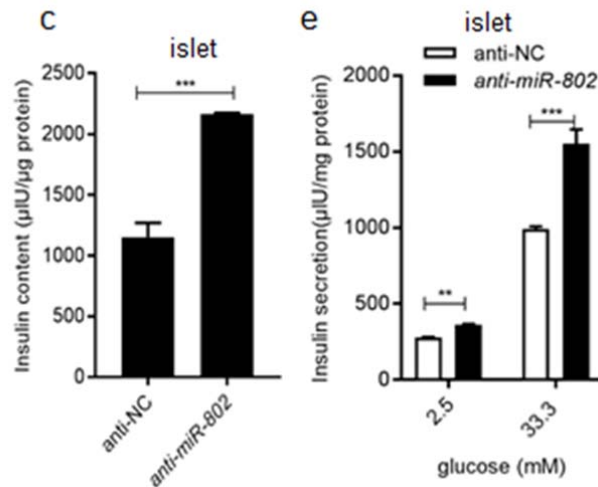 c
islet
Insulin content (µIU/µg protein)
2500
2000
1500
1000
500
0
***
anti-NC
anti-miR-802
e
islet
anti-NC
anti-miR-802
Insulin secretion(µIU/mg protein)
2000
1500
1000
500
0
**
***
2.5
33.3
glucose (mM)